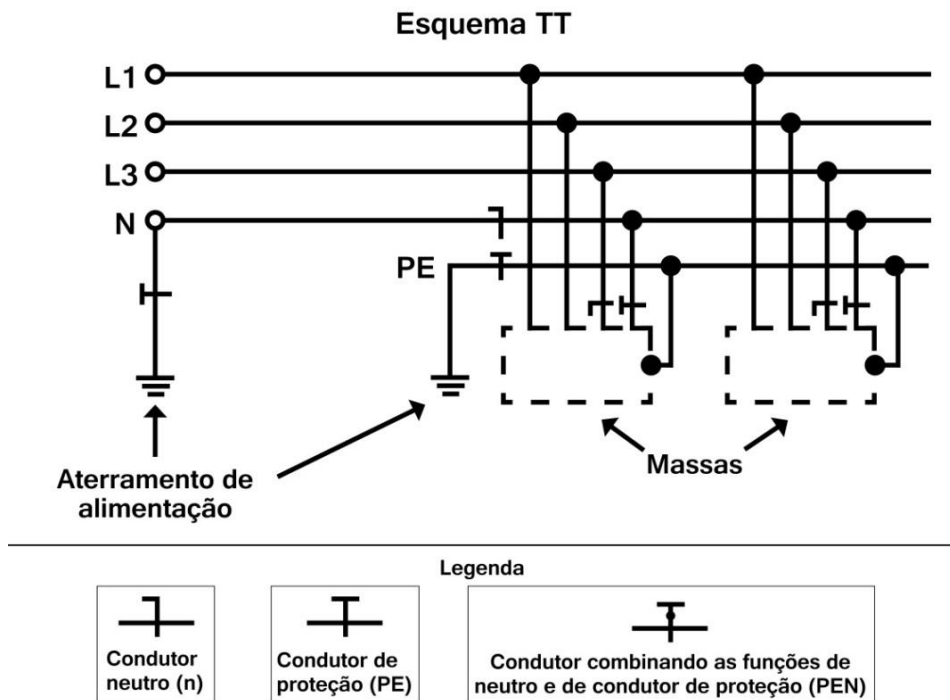 Esquema TT
L1
L2
L3
N
PE
Massas
Aterramento de
alimentação
Legenda
Condutor
neutro (n)
Condutor de
proteção (PE)
Condutor combinando as funções de
neutro e de condutor de proteção (PEN)